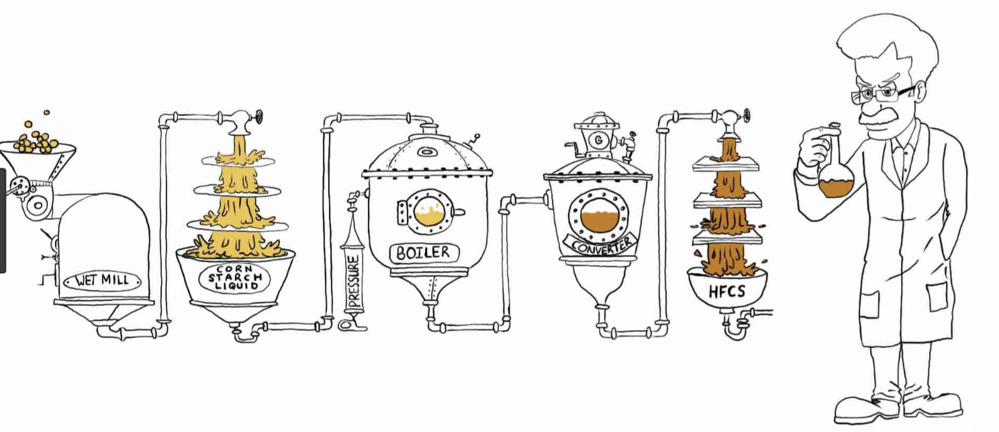 WET MILL
CORN
STARCH
LIQUID
PRESSURE
BOILER
G
CONVERTER
HFCS